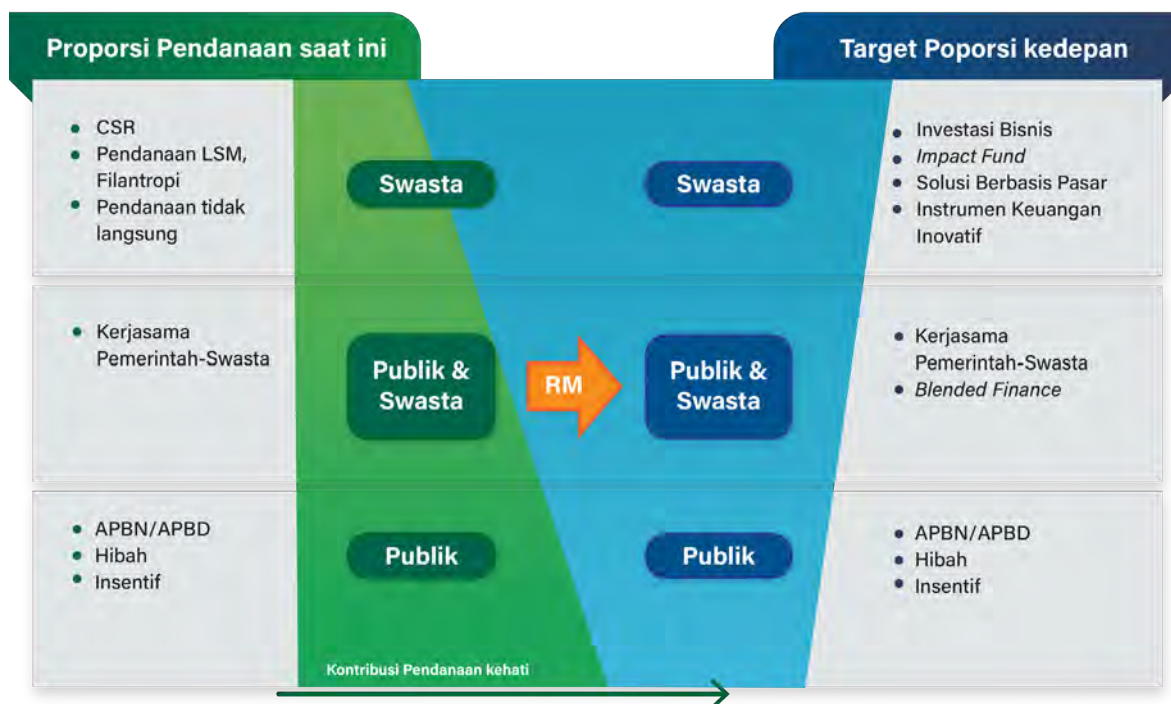 Proporsi Pendanaan saat ini
Target Poporsi kedepan
CSR
Pendanaan LSM,
Filantropi
Pendanaan tidak
langsung
Swasta
Swasta
Investasi Bisnis
Impact Fund
Solusi Berbasis Pasar
Instrumen Keuangan
Inovatif
Kerjasama
Pemerintah-Swasta
Publik &
Swasta
RM
Publik &
Swasta
Kerjasama
Pemerintah-Swasta
Blended Finance
APBN/APBD
Hibah
Insentif
Publik
Publik
APBN/APBD
Hibah
Insentif
Kontribusi Pendanaan kehati